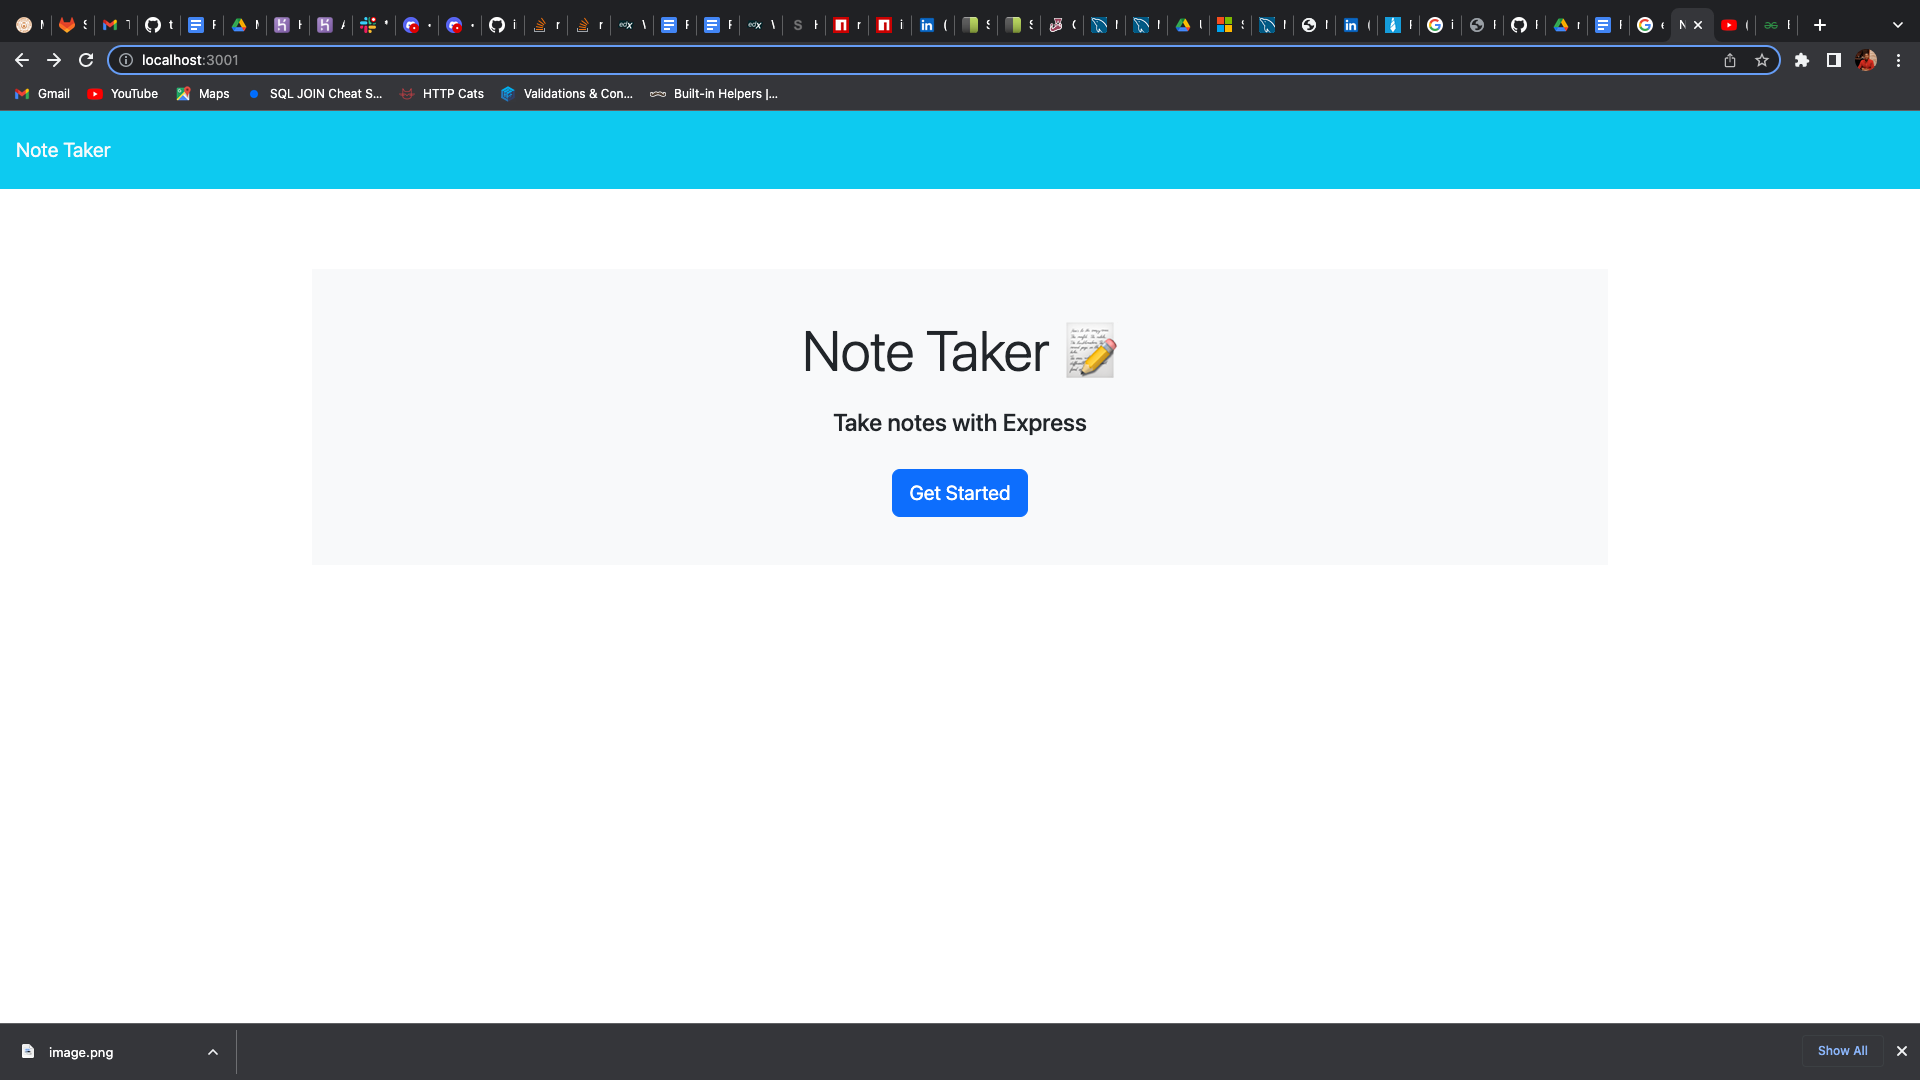 localhost:3001
Gmail YouTube Maps SQL JOIN Cheat S... HTTP Cats Validations & Con... Built-in Helpers |...
Note Taker
Note Taker
Take notes with Express
Get Started
image.png Show All